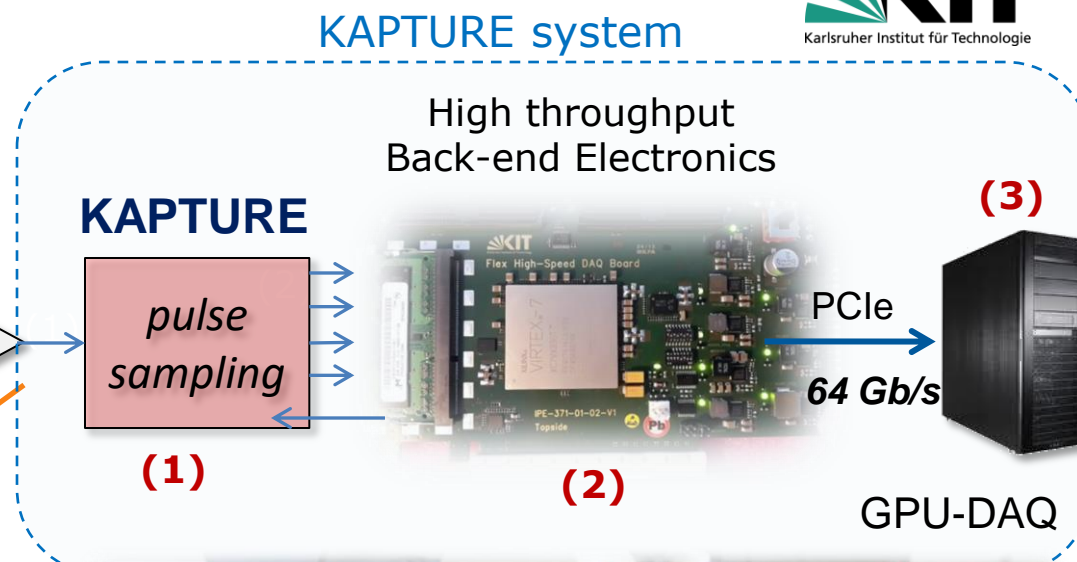 KAPTURE system
KIT
Karlsruher Institut für Technologie
High throughput
Back-end Electronics
KAPTURE
pulse
sampling
(1)
KIT
Flex High-Speed DAQ Board
VIRTEX-7
IPE-371-01-02-V1
Topside
Pb
(2)
PCIe
64 Gb/s
(3)
GPU-DAQ